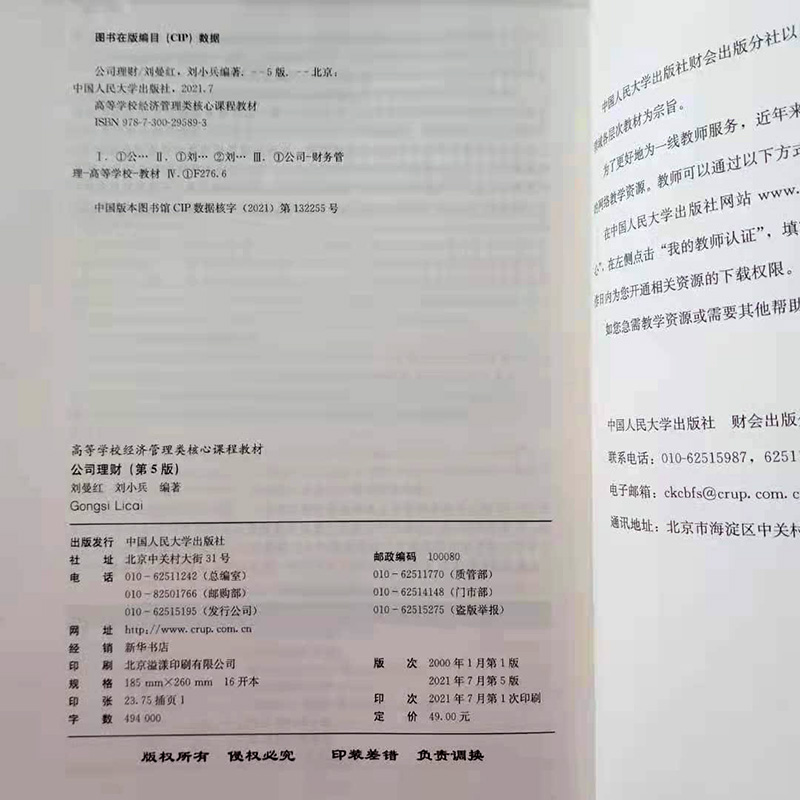 图书在版编目（CIP）数据
公司理财/刘曼红，刘小兵编著. --5版. --北京：
中国人民大学出版社，2021.7
高等学校经济管理类核心课程教材
ISBN 978-7-300-29589-3
Ⅰ. ①公… Ⅱ. ①刘… ②刘… Ⅲ. ①公司-财务管
理-高等学校-教材 Ⅳ. ①F276.6
中国版本图书馆CIP数据核字（2021）第132255号
高等学校经济管理类核心课程教材
公司理财（第5版）
刘曼红 刘小兵 编著
Gongsi Licai
出版发行 中国人民大学出版社
社 址 北京中关村大街31号 邮政编码 100080
电 话 010-62511242（总编室） 010-62511770（质管部）
010-82501766（邮购部） 010-62514148（门市部）
010-62515195（发行公司） 010-62515275（盗版举报）
网 址 http://www.crup.com.cn
经 销 新华书店
印 刷 北京溢漾印刷有限公司 版 次 2000年1月第1版
规 格 185 mm×260 mm 16开本 2021年7月第5版
印 张 23.75 插页1 印 次 2021年7月第1次印刷
字 数 494 000 定 价 49.00元
版权所有 侵权必究 印装差错 负责调换
中国人民大学出版社财会出版分社以
各层次教材为宗旨。
为了更好地为一线教师服务，近年来
的网络教学资源。教师可以通过以下方式
在中国人民大学出版社网站www.
心”，在左侧点击“我的教师认证”，填
日内为您开通相关资源的下载权限。
如您急需教学资源或需要其他帮助
中国人民大学出版社 财会出版分
联系电话：010-62515987，62511
电子邮箱：ckcbfs@crup.com.c
通讯地址：北京市海淀区中关村